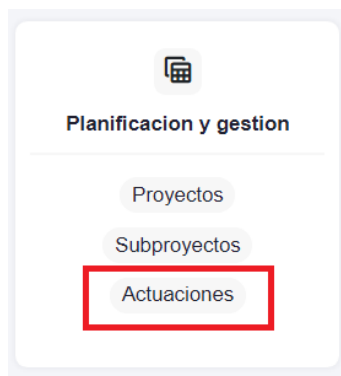 Planificacion y gestion
Proyectos
Subproyectos
Actuaciones